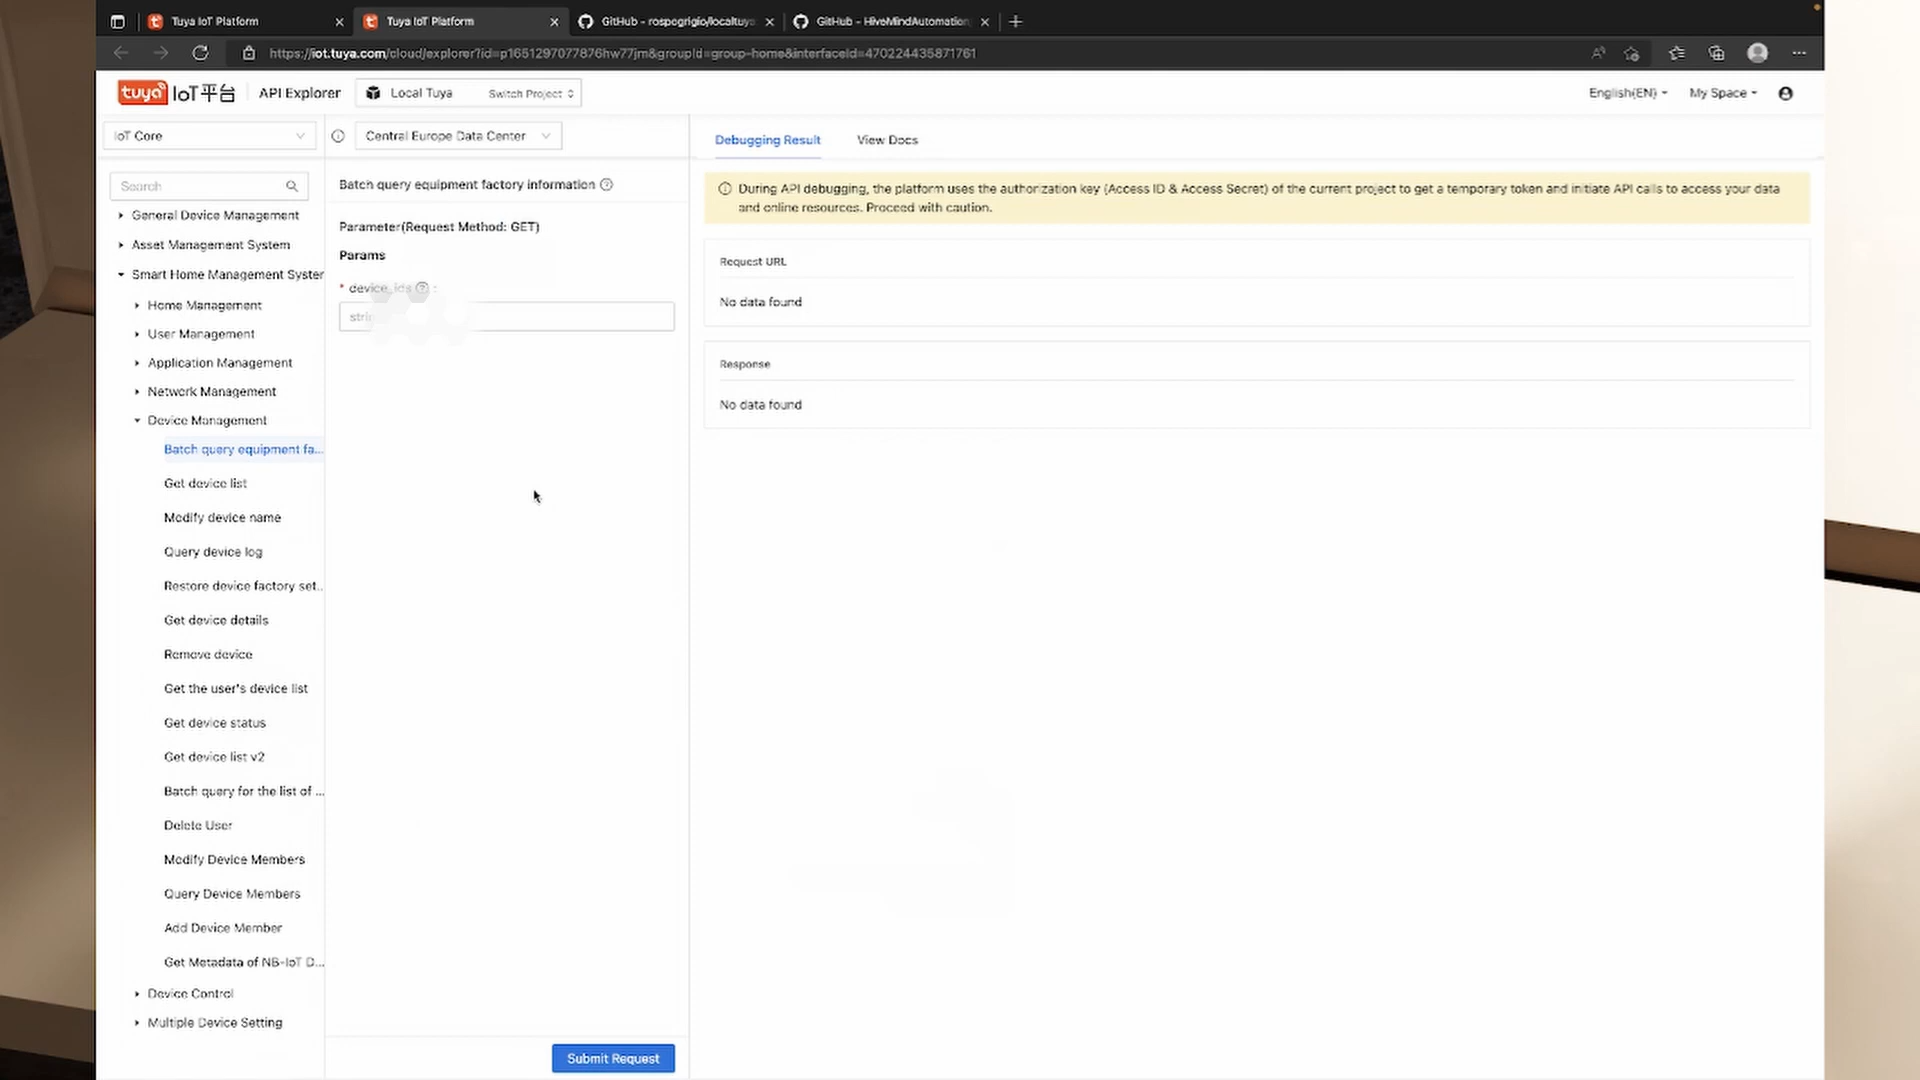 Tuya IoT Platform
Tuya IoT Platform
GitHub - rospogrigio/localtuya
GitHub - HiveMindAutomation
https://iot.tuya.com/cloud/explorer?id=p1651297077876hw77jm&groupId=group-home&interfaceId=470224435871761
tuya IoT平台
API Explorer
Local Tuya
Switch Project
English(EN)
My Space
IoT Core
Central Europe Data Center
Debugging Result
View Docs
Search
General Device Management
Asset Management System
Smart Home Management System
Home Management
User Management
Application Management
Network Management
Device Management
Batch query equipment fa...
Get device list
Modify device name
Query device log
Restore device factory set..
Get device details
Remove device
Get the user's device list
Get device status
Get device list v2
Batch query for the list of ...
Delete User
Modify Device Members
Query Device Members
Add Device Member
Get Metadata of NB-IoT D...
Device Control
Multiple Device Setting
Batch query equipment factory information
Parameter(Request Method: GET)
Params
* device_ids :
Submit Request
During API debugging, the platform uses the authorization key (Access ID & Access Secret) of the current project to get a temporary token and initiate API calls to access your data
and online resources. Proceed with caution.
Request URL
No data found
Response
No data found